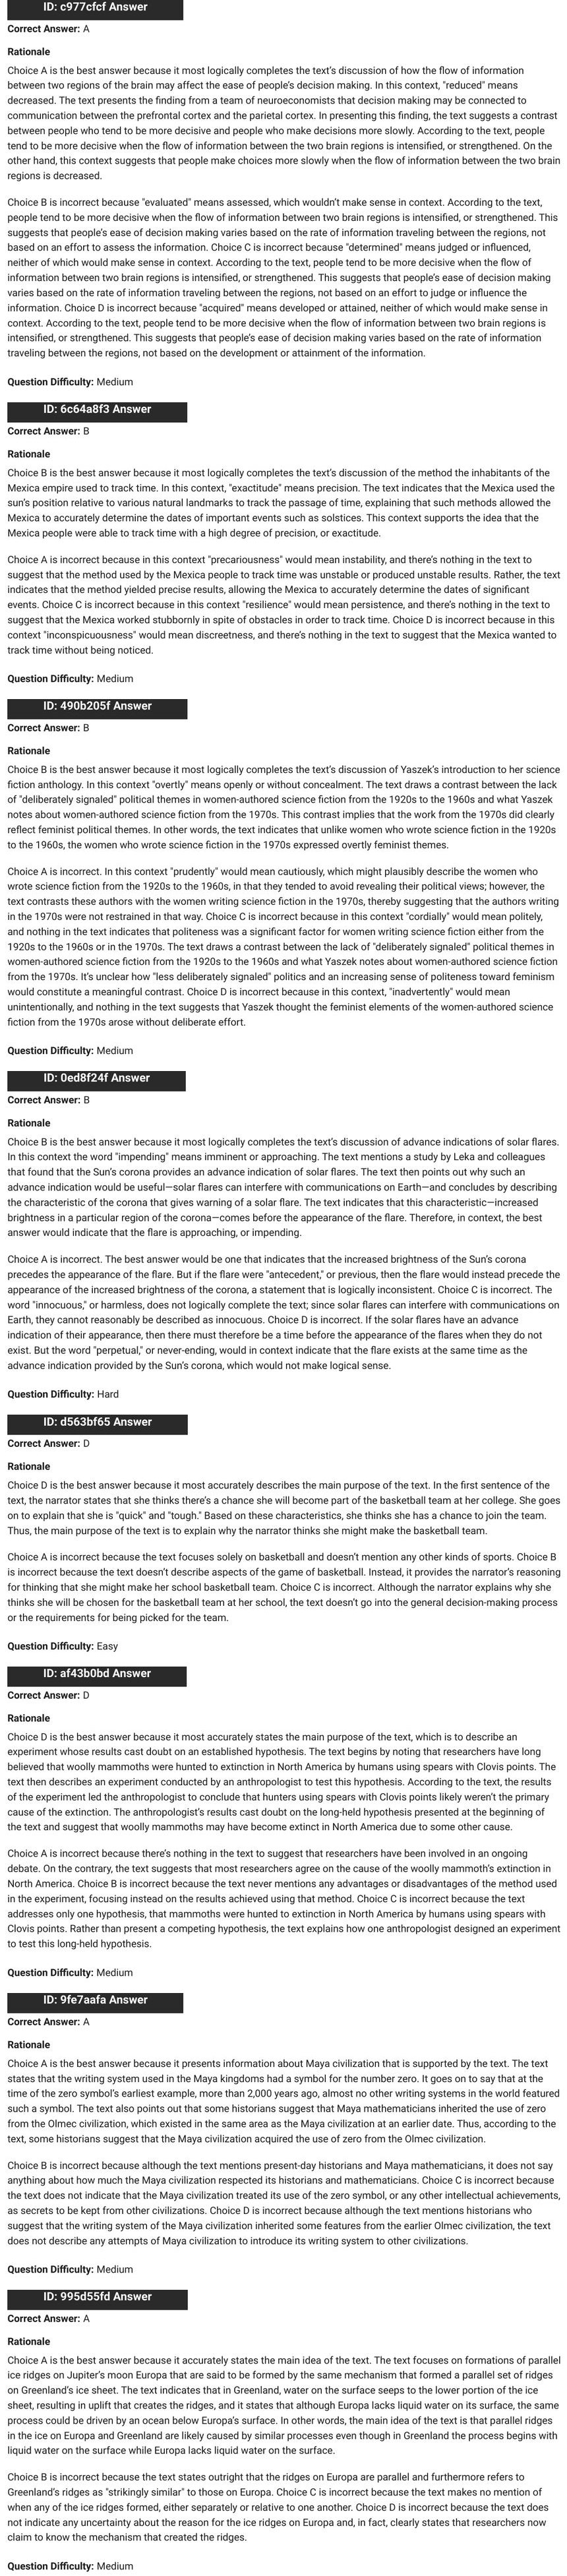 ID: c977cfcf Answer
Correct Answer: A
Rationale
Choice A is the best answer because it most logically completes the text's discussion of how the flow of information
between two regions of the brain may affect the ease of people's decision making. In this context, "reduced" means
decreased. The text presents the finding from a team of neuroeconomists that decision making may be connected to
communication between the prefrontal cortex and the parietal cortex. In presenting this finding, the text suggests a contrast
between people who tend to be more decisive and people who make decisions more slowly. According to the text, people
tend to be more decisive when the flow of information between the two brain regions is intensified, or strengthened. On the
other hand, this context suggests that people make choices more slowly when the flow of information between the two brain
regions is decreased.
Choice B is incorrect because "evaluated" means assessed, which wouldn't make sense in context. According to the text,
people tend to be more decisive when the flow of information between two brain regions is intensified, or strengthened. This
suggests that people's ease of decision making varies based on the rate of information traveling between the regions, not
based on an effort to assess the information. Choice C is incorrect because "determined" means judged or influenced,
neither of which would make sense in context. According to the text, people tend to be more decisive when the flow of
information between two brain regions is intensified, or strengthened. This suggests that people's ease of decision making
varies based on the rate of information traveling between the regions, not based on an effort to judge or influence the
information. Choice D is incorrect because "acquired" means developed or attained, neither of which would make sense in
context. According to the text, people tend to be more decisive when the flow of information between two brain regions is
intensified, or strengthened. This suggests that people's ease of decision making varies based on the rate of information
traveling between the regions, not based on the development or attainment of the information.
Question Difficulty: Medium
ID: 6c64a8f3 Answer
Correct Answer: B
Rationale
Choice B is the best answer because it most logically completes the text's discussion of the method the inhabitants of the
Mexica empire used to track time. In this context, "exactitude" means precision. The text indicates that the Mexica used the
sun's position relative to various natural landmarks to track the passage of time, explaining that such methods allowed the
Mexica to accurately determine the dates of important events such as solstices. This context supports the idea that the
Mexica people were able to track time with a high degree of precision, or exactitude.
Choice A is incorrect because in this context "precariousness" would mean instability, and there's nothing in the text to
suggest that the method used by the Mexica people to track time was unstable or produced unstable results. Rather, the text
indicates that the method yielded precise results, allowing the Mexica to accurately determine the dates of significant
events. Choice C is incorrect because in this context "resilience" would mean persistence, and there's nothing in the text to
suggest that the Mexica worked stubbornly in spite of obstacles in order to track time. Choice D is incorrect because in this
context "inconspicuousness" would mean discreetness, and there's nothing in the text to suggest that the Mexica wanted to
track time without being noticed.
Question Difficulty: Medium
ID: 490b205f Answer
Correct Answer: B
Rationale
Choice B is the best answer because it most logically completes the text's discussion of Yaszek's introduction to her science
fiction anthology. In this context "overtly" means openly or without concealment. The text draws a contrast between the lack
of "deliberately signaled" political themes in women-authored science fiction from the 1920s to the 1960s and what Yaszek
notes about women-authored science fiction from the 1970s. This contrast implies that the work from the 1970s did clearly
reflect feminist political themes. In other words, the text indicates that unlike women who wrote science fiction in the 1920s
to the 1960s, the women who wrote science fiction in the 1970s expressed overtly feminist themes.
Choice A is incorrect. In this context "prudently" would mean cautiously, which might plausibly describe the women who
wrote science fiction from the 1920s to the 1960s, in that they tended to avoid revealing their political views; however, the
text contrasts these authors with the women writing science fiction in the 1970s, thereby suggesting that the authors writing
in the 1970s were not restrained in that way. Choice C is incorrect because in this context "cordially" would mean politely,
and nothing in the text indicates that politeness was a significant factor for women writing science fiction either from the
1920s to the 1960s or in the 1970s. The text draws a contrast between the lack of "deliberately signaled" political themes in
women-authored science fiction from the 1920s to the 1960s and what Yaszek notes about women-authored science fiction
from the 1970s. It's unclear how "less deliberately signaled" politics and an increasing sense of politeness toward feminism
would constitute a meaningful contrast. Choice D is incorrect because in this context, "inadvertently" would mean
unintentionally, and nothing in the text suggests that Yaszek thought the feminist elements of the women-authored science
fiction from the 1970s arose without deliberate effort.
Question Difficulty: Medium
ID: 0ed8f24f Answer
Correct Answer: B
Rationale
Choice B is the best answer because it most logically completes the text's discussion of advance indications of solar flares.
In this context the word "impending" means imminent or approaching. The text mentions a study by Leka and colleagues
that found that the Sun's corona provides an advance indication of solar flares. The text then points out why such an
advance indication would be useful—solar flares can interfere with communications on Earth—and concludes by describing
the characteristic of the corona that gives warning of a solar flare. The text indicates that this characteristic—increased
brightness in a particular region of the corona—comes before the appearance of the flare. Therefore, in context, the best
answer would indicate that the flare is approaching, or impending.
Choice A is incorrect. The best answer would be one that indicates that the increased brightness of the Sun's corona
precedes the appearance of the flare. But if the flare were "antecedent," or previous, then the flare would instead precede the
appearance of the increased brightness of the corona, a statement that is logically inconsistent. Choice C is incorrect. The
word "innocuous," or harmless, does not logically complete the text; since solar flares can interfere with communications on
Earth, they cannot reasonably be described as innocuous. Choice D is incorrect. If the solar flares have an advance
indication of their appearance, then there must therefore be a time before the appearance of the flares when they do not
exist. But the word "perpetual," or never-ending, would in context indicate that the flare exists at the same time as the
advance indication provided by the Sun's corona, which would not make logical sense.
Question Difficulty: Hard
ID: d563bf65 Answer
Correct Answer: D
Rationale
Choice D is the best answer because it most accurately describes the main purpose of the text. In the first sentence of the
text, the narrator states that she thinks there's a chance she will become part of the basketball team at her college. She goes
on to explain that she is "quick" and "tough." Based on these characteristics, she thinks she has a chance to join the team.
Thus, the main purpose of the text is to explain why the narrator thinks she might make the basketball team.
Choice A is incorrect because the text focuses solely on basketball and doesn't mention any other kinds of sports. Choice B
is incorrect because the text doesn't describe aspects of the game of basketball. Instead, it provides the narrator's reasoning
for thinking that she might make her school basketball team. Choice C is incorrect. Although the narrator explains why she
thinks she will be chosen for the basketball team at her school, the text doesn't go into the general decision-making process
or the requirements for being picked for the team.
Question Difficulty: Easy
ID: af43b0bd Answer
Correct Answer: D
Rationale
Choice D is the best answer because it most accurately states the main purpose of the text, which is to describe an
experiment whose results cast doubt on an established hypothesis. The text begins by noting that researchers have long
believed that woolly mammoths were hunted to extinction in North America by humans using spears with Clovis points. The
text then describes an experiment conducted by an anthropologist to test this hypothesis. According to the text, the results
of the experiment led the anthropologist to conclude that hunters using spears with Clovis points likely weren't the primary
cause of the extinction. The anthropologist's results cast doubt on the long-held hypothesis presented at the beginning of
the text and suggest that woolly mammoths may have become extinct in North America due to some other cause.
Choice A is incorrect because there's nothing in the text to suggest that researchers have been involved in an ongoing
debate. On the contrary, the text suggests that most researchers agree on the cause of the woolly mammoth's extinction in
North America. Choice B is incorrect because the text never mentions any advantages or disadvantages of the method used
in the experiment, focusing instead on the results achieved using that method. Choice C is incorrect because the text
addresses only one hypothesis, that mammoths were hunted to extinction in North America by humans using spears with
Clovis points. Rather than present a competing hypothesis, the text explains how one anthropologist designed an experiment
to test this long-held hypothesis.
Question Difficulty: Medium
ID: 9fe7aafa Answer
Correct Answer: A
Rationale
Choice A is the best answer because it presents information about Maya civilization that is supported by the text. The text
states that the writing system used in the Maya kingdoms had a symbol for the number zero. It goes on to say that at the
time of the zero symbol's earliest example, more than 2,000 years ago, almost no other writing systems in the world featured
such a symbol. The text also points out that some historians suggest that Maya mathematicians inherited the use of zero
from the Olmec civilization, which existed in the same area as the Maya civilization at an earlier date. Thus, according to the
text, some historians suggest that the Maya civilization acquired the use of zero from the Olmec civilization.
Choice B is incorrect because although the text mentions present-day historians and Maya mathematicians, it does not say
anything about how much the Maya civilization respected its historians and mathematicians. Choice C is incorrect because
the text does not indicate that the Maya civilization treated its use of the zero symbol, or any other intellectual achievements,
as secrets to be kept from other civilizations. Choice D is incorrect because although the text mentions historians who
suggest that the writing system of the Maya civilization inherited some features from the earlier Olmec civilization, the text
does not describe any attempts of Maya civilization to introduce its writing system to other civilizations.
Question Difficulty: Medium
ID: 995d55fd Answer
Correct Answer: A
Rationale
Choice A is the best answer because it accurately states the main idea of the text. The text focuses on formations of parallel
ice ridges on Jupiter's moon Europa that are said to be formed by the same mechanism that formed a parallel set of ridges
on Greenland's ice sheet. The text indicates that in Greenland, water on the surface seeps to the lower portion of the ice
sheet, resulting in uplift that creates the ridges, and it states that although Europa lacks liquid water on its surface, the same
process could be driven by an ocean below Europa's surface. In other words, the main idea of the text is that parallel ridges
in the ice on Europa and Greenland are likely caused by similar processes even though in Greenland the process begins with
liquid water on the surface while Europa lacks liquid water on the surface.
Choice B is incorrect because the text states outright that the ridges on Europa are parallel and furthermore refers to
Greenland's ridges as "strikingly similar" to those on Europa. Choice C is incorrect because the text makes no mention of
when any of the ice ridges formed, either separately or relative to one another. Choice D is incorrect because the text does
not indicate any uncertainty about the reason for the ice ridges on Europa and, in fact, clearly states that researchers now
claim to know the mechanism that created the ridges.
Question Difficulty: Medium